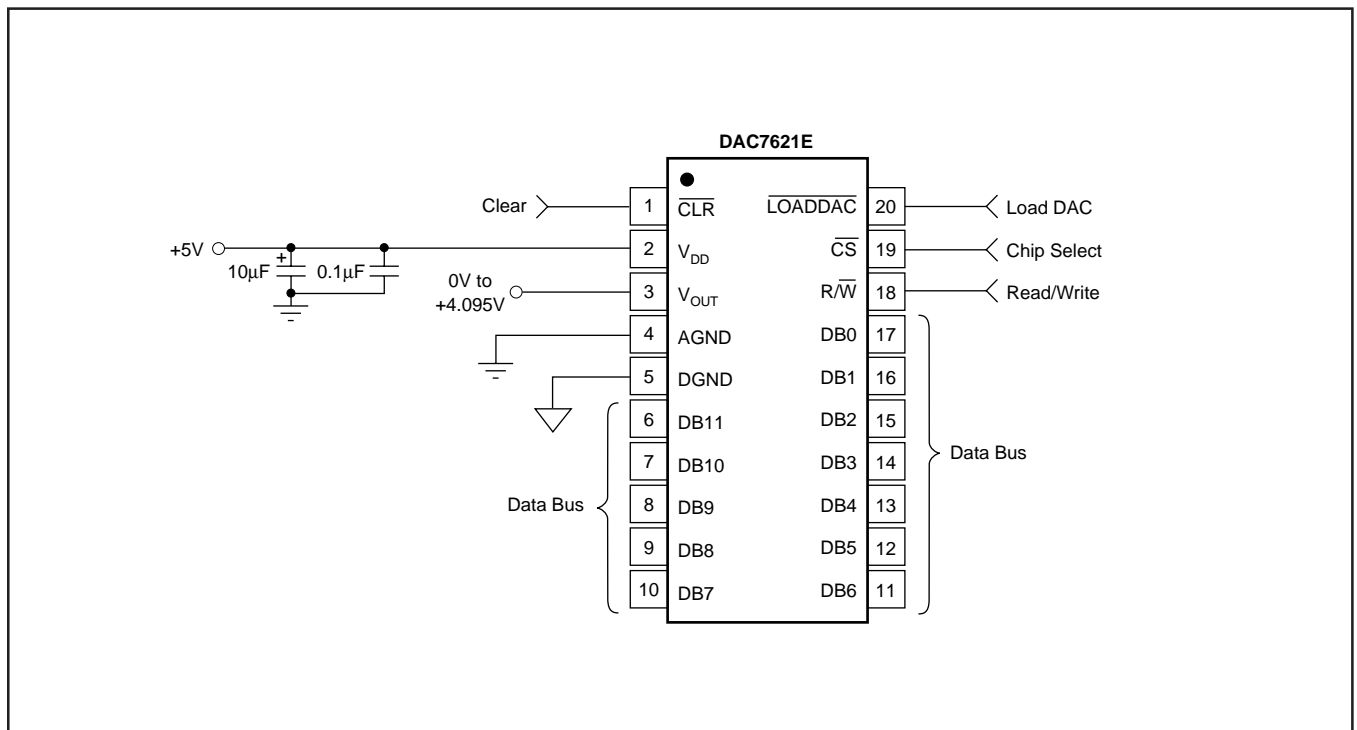 DAC7621E
Clear
1
CLR
LOADDAC
20
Load DAC
+5V
2
VDD
CS
19
Chip Select
10μF
+
0.1μF
0V to
+4.095V
3
VOUT
R/W
18
Read/Write
4
AGND
DB0
17
5
DGND
DB1
16
6
DB11
DB2
15
7
DB10
DB3
14
Data Bus
Data Bus
8
DB9
DB4
13
9
DB8
DB5
12
10
DB7
DB6
11